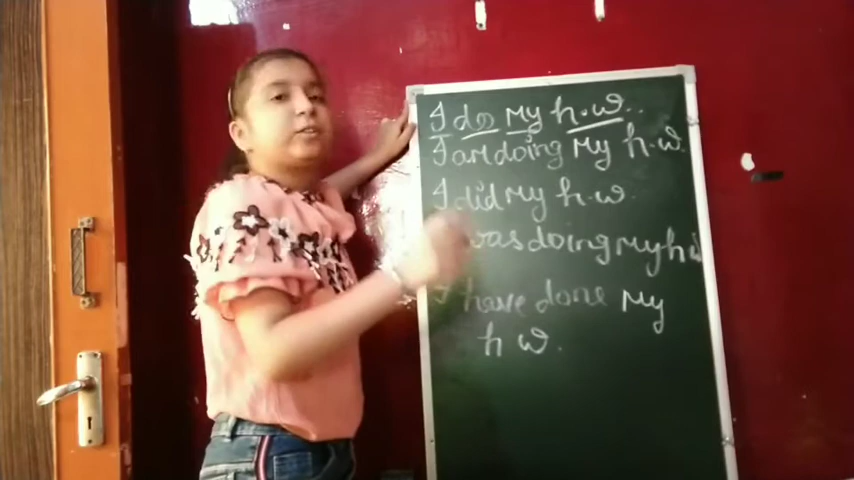 I do my h.w..
I am doing my h.w.
I did my h w.
was doing my h.w
I have done my
h w.